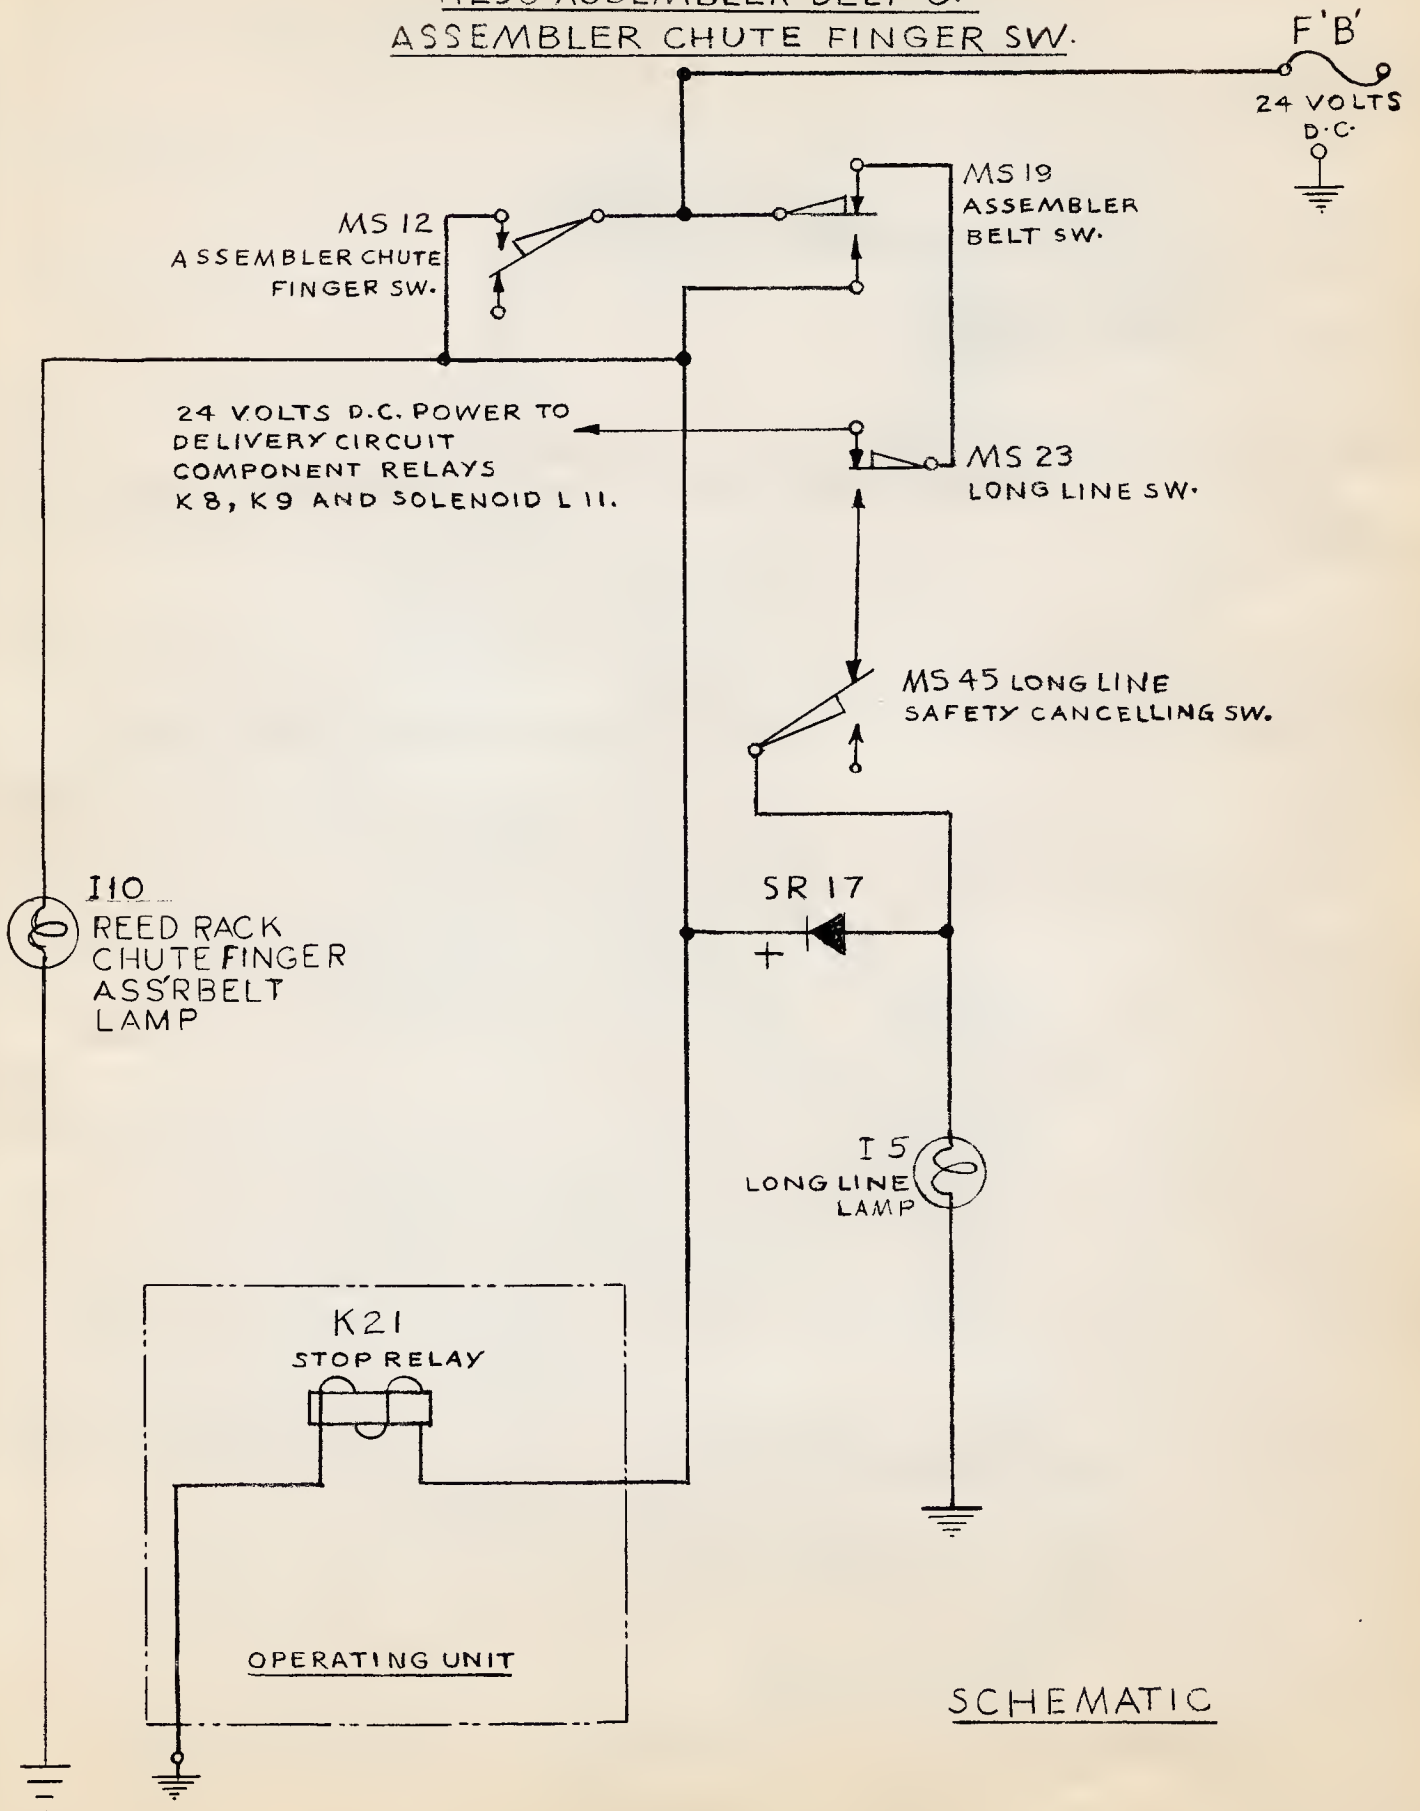 ASSEMBLER CHUTE FINGER SW.
F'B'
24 VOLTS
D.C.
MS 19
ASSEMBLER
BELT SW.
MS 12
ASSEMBLER CHUTE
FINGER SW.
24 VOLTS D.C. POWER TO
DELIVERY CIRCUIT
COMPONENT RELAYS
K8, K9 AND SOLENOID L 11.
MS 23
LONG LINE SW.
MS 45 LONG LINE
SAFETY CANCELLING SW.
I10
REED RACK
CHUTE FINGER
ASS'R BELT
LAMP
SR 17
+
I 5
LONG LINE
LAMP
K21
STOP RELAY
OPERATING UNIT
SCHEMATIC